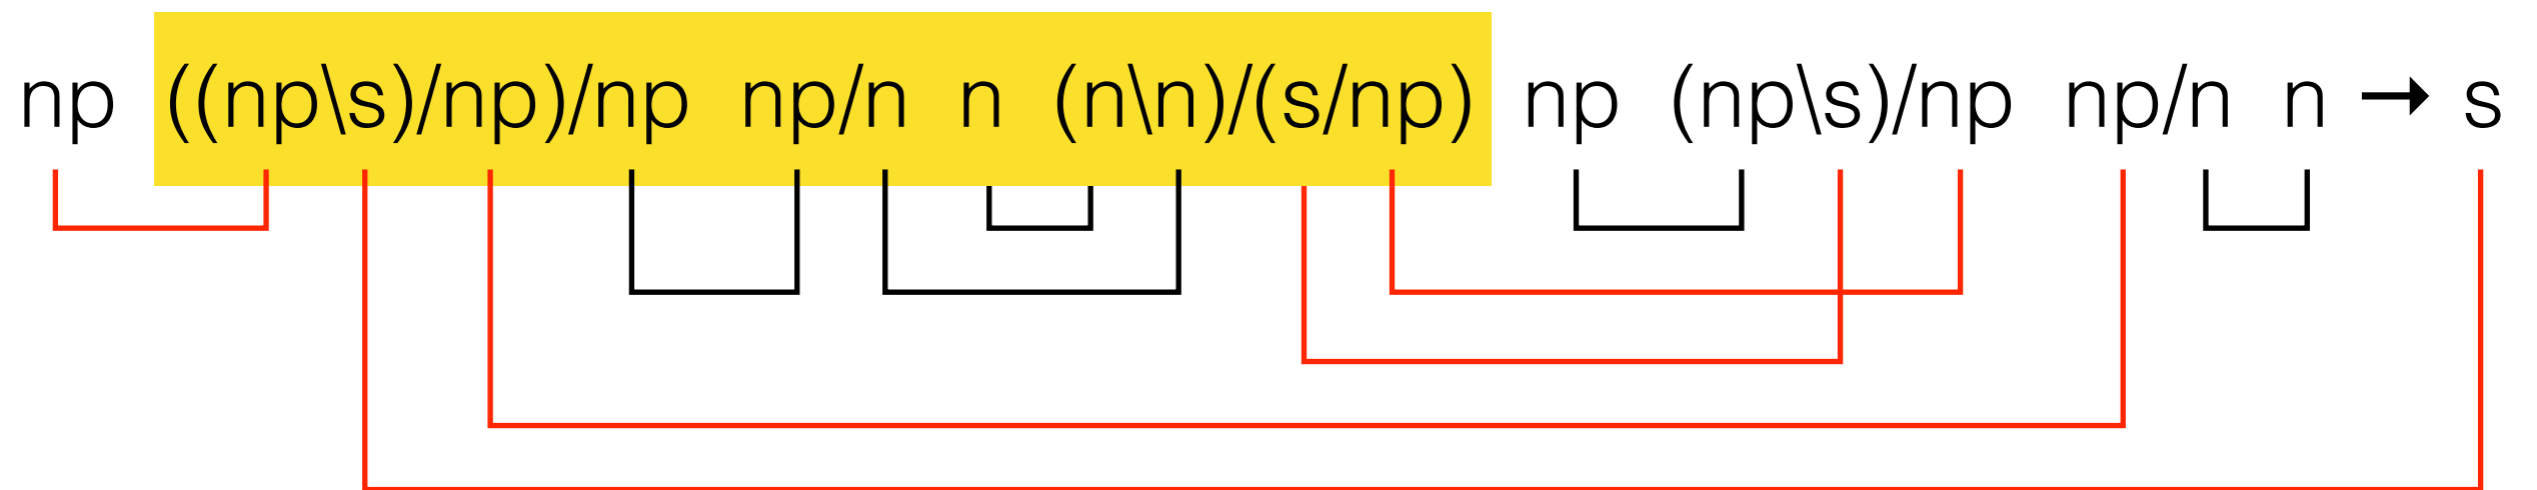 np ((np\s)/np)/np np/n n (n\n)/(s/np) np (np\s)/np np/n n → s